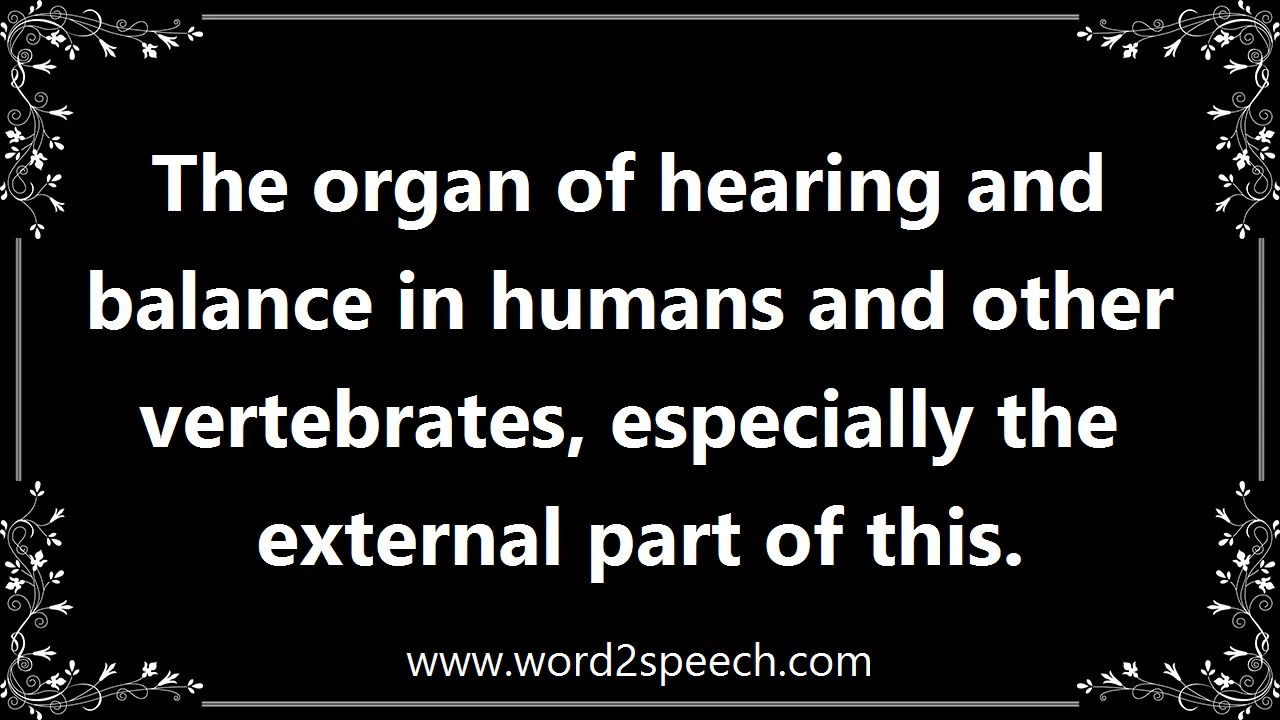 The organ of hearing and
balance in humans and other
vertebrates, especially the
external part of this.
www.word2speech.com